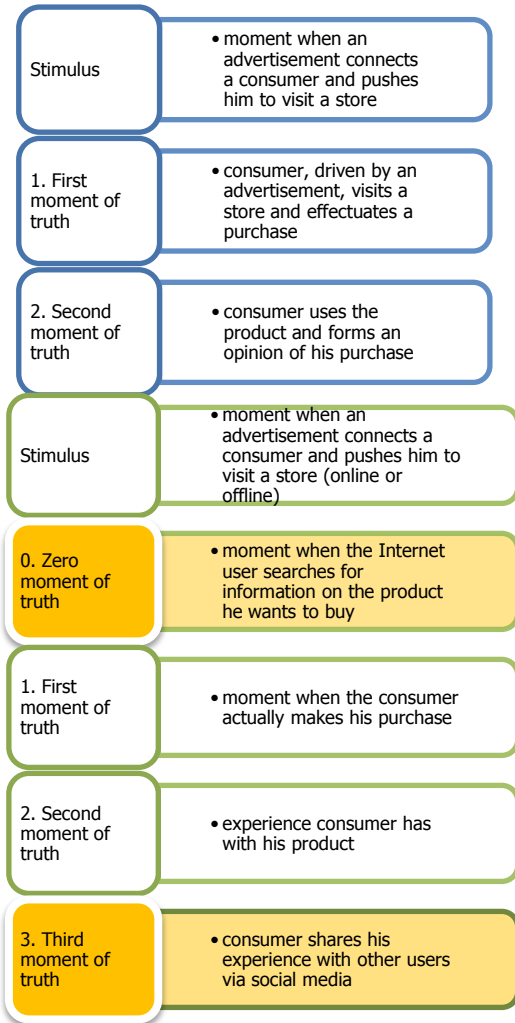 Stimulus
• moment when an
advertisement connects
a consumer and pushes
him to visit a store
1. First
moment of
truth
• consumer, driven by an
advertisement, visits a
store and effectuates a
purchase
2. Second
moment of
truth
• consumer uses the
product and forms an
opinion of his purchase
Stimulus
• moment when an
advertisement connects a
consumer and pushes him to
visit a store (online or
offline)
0. Zero
moment of
truth
• moment when the Internet
user searches for
information on the product
he wants to buy
1. First
moment of
truth
• moment when the consumer
actually makes his purchase
2. Second
moment of
truth
• experience consumer has
with his product
3. Third
moment of
truth
• consumer shares his
experience with other users
via social media